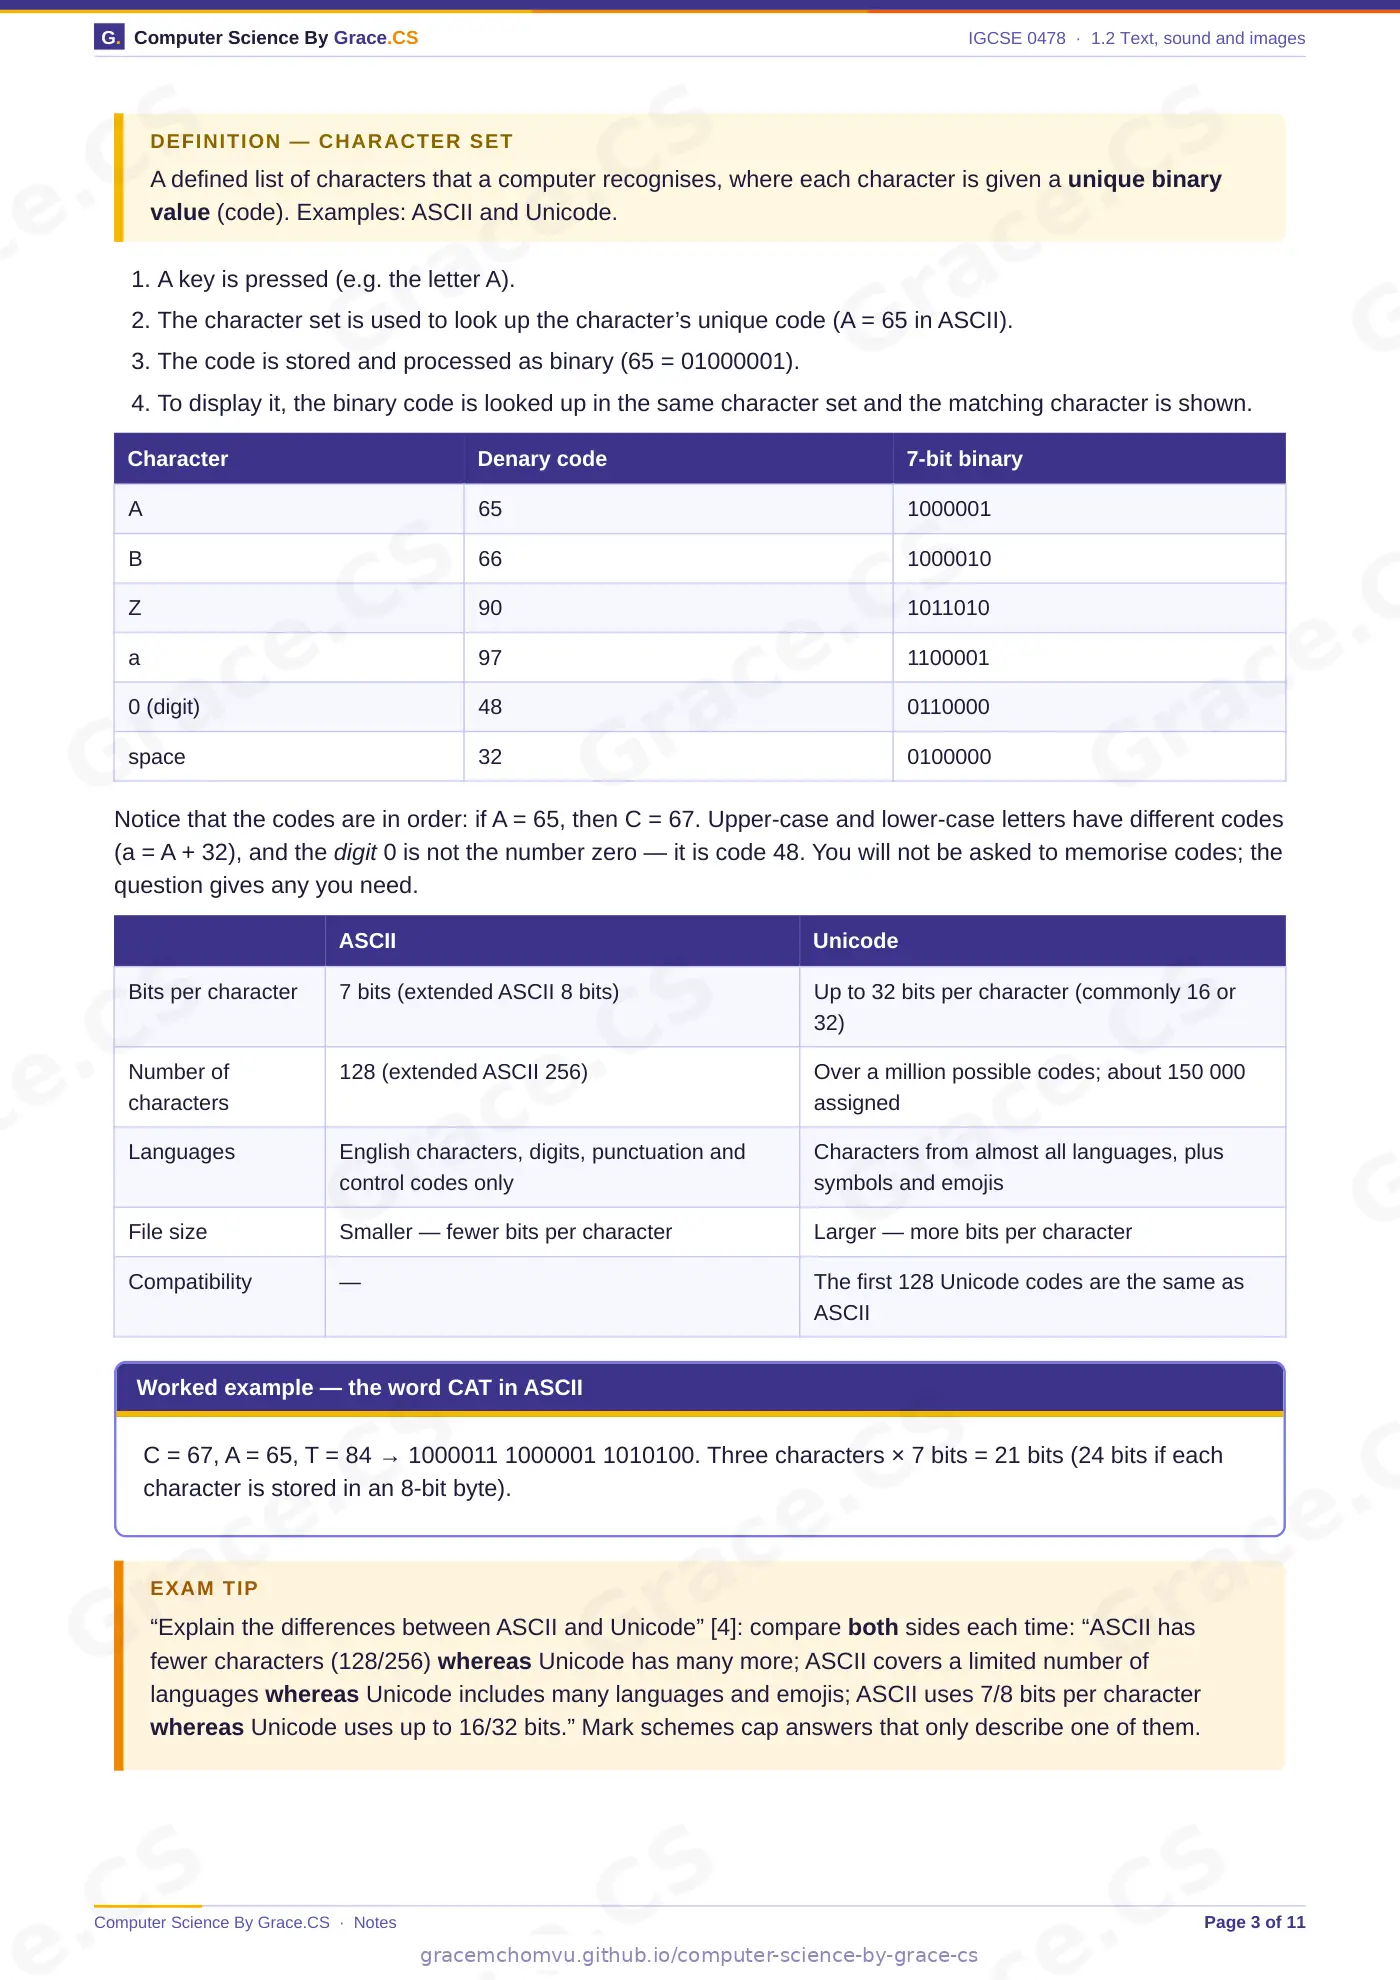 G. Computer Science By Grace.CS
IGCSE 0478 · 1.2 Text, sound and images
DEFINITION — CHARACTER SET
A defined list of characters that a computer recognises, where each character is given a unique binary
value (code). Examples: ASCII and Unicode.
1. A key is pressed (e.g. the letter A).
2. The character set is used to look up the character’s unique code (A = 65 in ASCII).
3. The code is stored and processed as binary (65 = 01000001).
4. To display it, the binary code is looked up in the same character set and the matching character is shown.
Character Denary code 7-bit binary
A 65 1000001
B 66 1000010
Z 90 1011010
a 97 1100001
0 (digit) 48 0110000
space 32 0100000
Notice that the codes are in order: if A = 65, then C = 67. Upper-case and lower-case letters have different codes
(a = A + 32), and the digit 0 is not the number zero — it is code 48. You will not be asked to memorise codes; the
question gives any you need.
ASCII Unicode
Bits per character 7 bits (extended ASCII 8 bits) Up to 32 bits per character (commonly 16 or
32)
Number of 128 (extended ASCII 256) Over a million possible codes; about 150 000
characters assigned
Languages English characters, digits, punctuation and Characters from almost all languages, plus
control codes only symbols and emojis
File size Smaller — fewer bits per character Larger — more bits per character
Compatibility — The first 128 Unicode codes are the same as
ASCII
Worked example — the word CAT in ASCII
C = 67, A = 65, T = 84 → 1000011 1000001 1010100. Three characters × 7 bits = 21 bits (24 bits if each
character is stored in an 8-bit byte).
EXAM TIP
“Explain the differences between ASCII and Unicode” [4]: compare both sides each time: “ASCII has
fewer characters (128/256) whereas Unicode has many more; ASCII covers a limited number of
languages whereas Unicode includes many languages and emojis; ASCII uses 7/8 bits per character
whereas Unicode uses up to 16/32 bits.” Mark schemes cap answers that only describe one of them.
Computer Science By Grace.CS · Notes
Page 3 of 11
gracemchomvu.github.io/computer-science-by-grace-cs